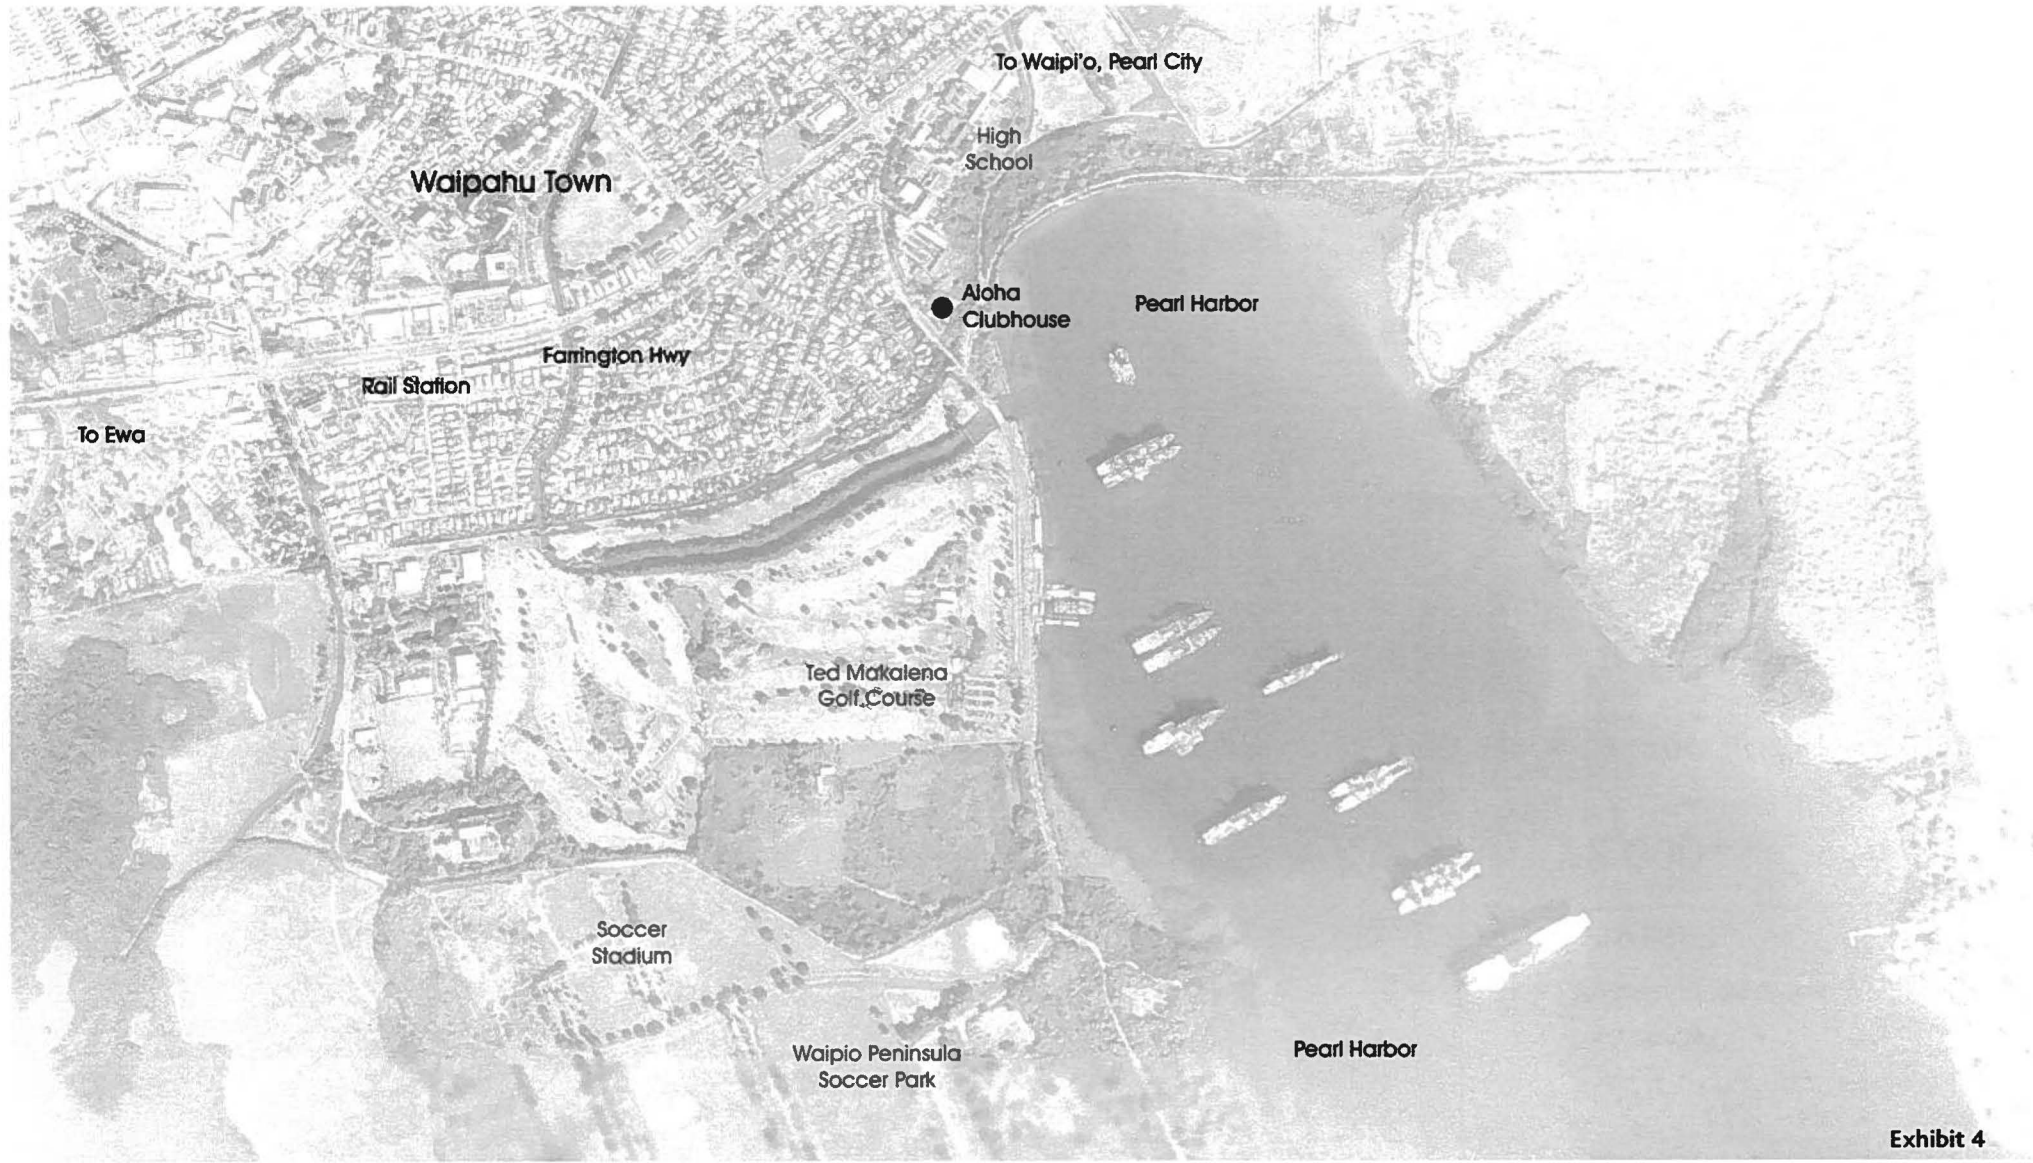 To Waipi'o, Pearl City
High
School
Waipahu Town
Aloha
Clubhouse
Pearl Harbor
Farrington Hwy
Rail Station
To Ewa
Ted Makalena
Golf Course
Soccer
Stadium
Waipio Peninsula
Soccer Park
Pearl Harbor
Exhibit 4